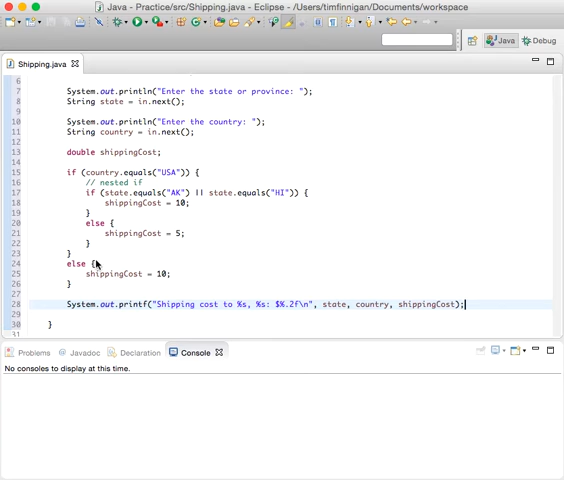 Java - Practice/src/Shipping.java - Eclipse - /Users/timfinnigan/Documents/workspace
Java
Debug
Shipping.java
6
7 System.out.println("Enter the state or province: ");
8 String state = in.next();
9
10 System.out.println("Enter the country: ");
11 String country = in.next();
12
13 double shippingCost;
14
15 if (country.equals("USA")) {
16 // nested if
17 if (state.equals("AK") || state.equals("HI")) {
18 shippingCost = 10;
19 }
20 else {
21 shippingCost = 5;
22 }
23 }
24 else {
25 shippingCost = 10;
26 }
27
28 System.out.printf("Shipping cost to %s, %s: $%.2f\n", state, country, shippingCost);
29
30 }
31
Problems
@ Javadoc
Declaration
Console
No consoles to display at this time.